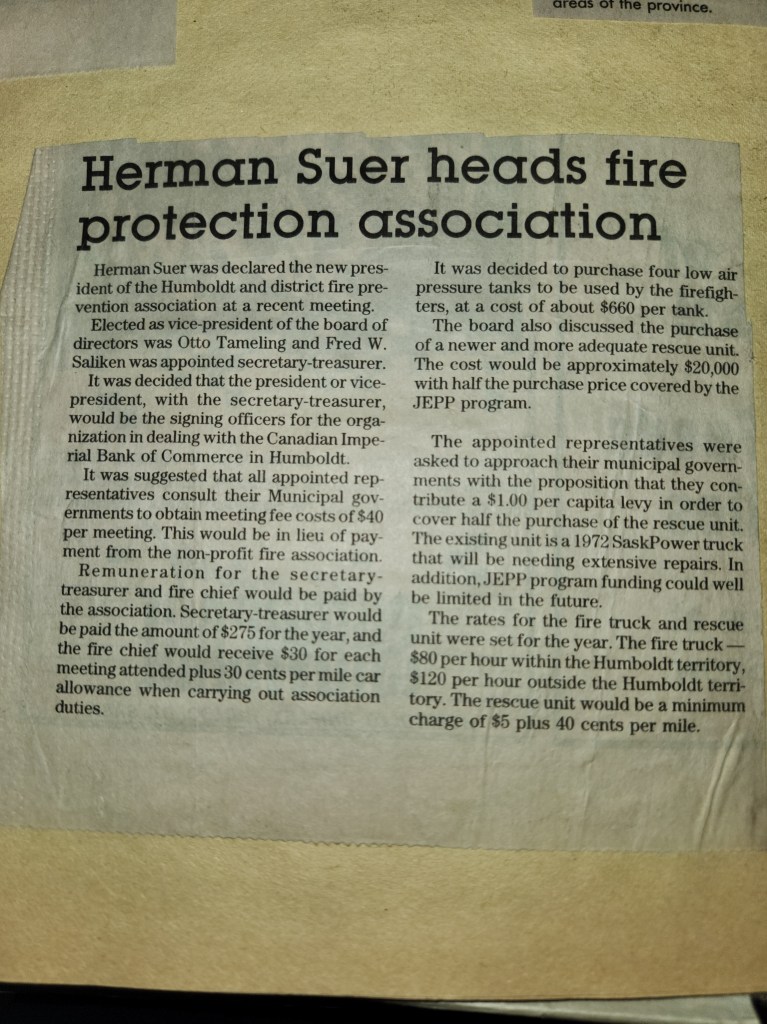 areas of the province.
Herman Suer heads fire
protection association
Herman Suer was declared the new pres-
ident of the Humboldt and district fire pre-
vention association at a recent meeting.
Elected as vice-president of the board of
directors was Otto Tameling and Fred W.
Saliken was appointed secretary-treasurer.
It was decided that the president or vice-
president, with the secretary-treasurer,
would be the signing officers for the orga-
nization in dealing with the Canadian Impe-
rial Bank of Commerce in Humboldt.
It was suggested that all appointed rep-
resentatives consult their Municipal gov-
ernments to obtain meeting fee costs of $40
per meeting. This would be in lieu of pay-
ment from the non-profit fire association.
Remuneration for the secretary-
treasurer and fire chief would be paid by
the association. Secretary-treasurer would
be paid the amount of $275 for the year, and
the fire chief would receive $30 for each
meeting attended plus 30 cents per mile car
allowance when carrying out association
duties.
It was decided to purchase four low air
pressure tanks to be used by the firefigh-
ters, at a cost of about $660 per tank.
The board also discussed the purchase
of a newer and more adequate rescue unit.
The cost would be approximately $20,000
with half the purchase price covered by the
JEPP program.
The appointed representatives were
asked to approach their municipal govern-
ments with the proposition that they con-
tribute a $1.00 per capita levy in order to
cover half the purchase of the rescue unit.
The existing unit is a 1972 SaskPower truck
that will be needing extensive repairs. In
addition, JEPP program funding could well
be limited in the future.
The rates for the fire truck and rescue
unit were set for the year. The fire truck —
$80 per hour within the Humboldt territory,
$120 per hour outside the Humboldt terri-
tory. The rescue unit would be a minimum
charge of $5 plus 40 cents per mile.